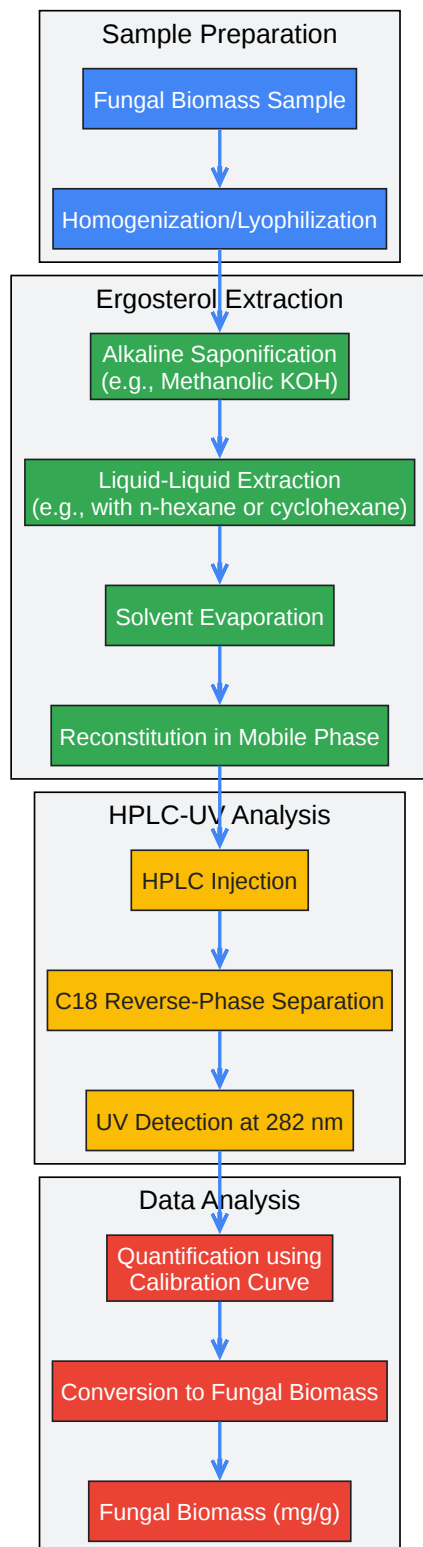 Sample Preparation
Fungal Biomass Sample
Homogenization/Lyophilization
Ergosterol Extraction
Alkaline Saponification
(e.g., Methanolic KOH)
Liquid-Liquid Extraction
(e.g., with n-hexane or cyclohexane)
Solvent Evaporation
Reconstitution in Mobile Phase
HPLC-UV Analysis
HPLC Injection
C18 Reverse-Phase Separation
UV Detection at 282 nm
Data Analysis
Quantification using
Calibration Curve
Conversion to Fungal Biomass
Fungal Biomass (mg/g)